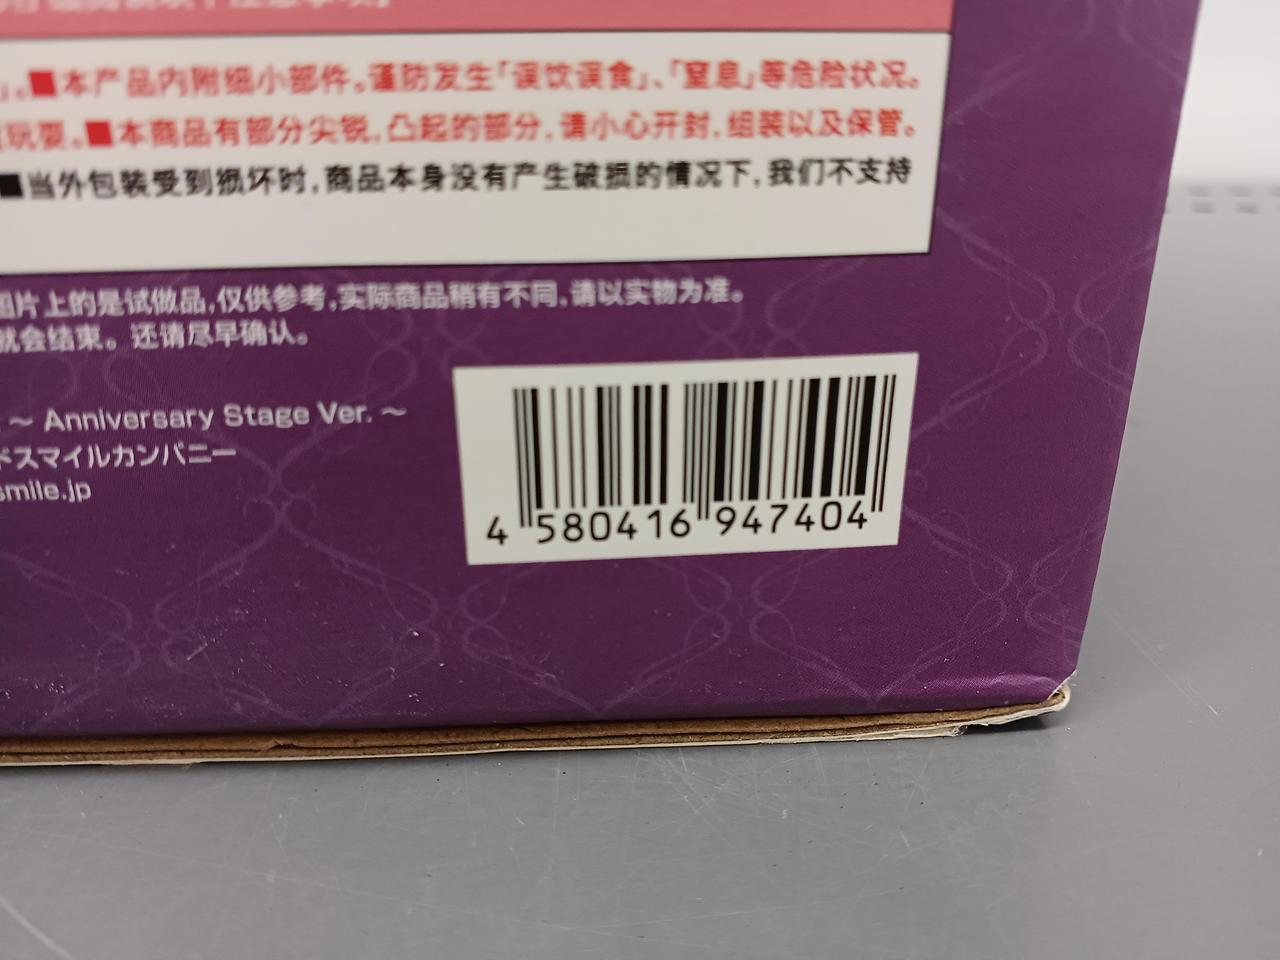 」。■本产品内附细小部件。谨防发生「误饮误食」、「窒息」等危险状况。
玩耍。■本商品有部分尖锐,凸起的部分,请小心开封,组装以及保管。
■当外包装受到损坏时,商品本身没有产生破损的情况下,我们不支持
图片上的是试做品,仅供参考,实际商品稍有不同,请以实物为准。
就会结束。还请尽早确认。
～ Anniversary Stage Ver. ～
ドスマイルカンパニー
smile.jp
4 580416 947404